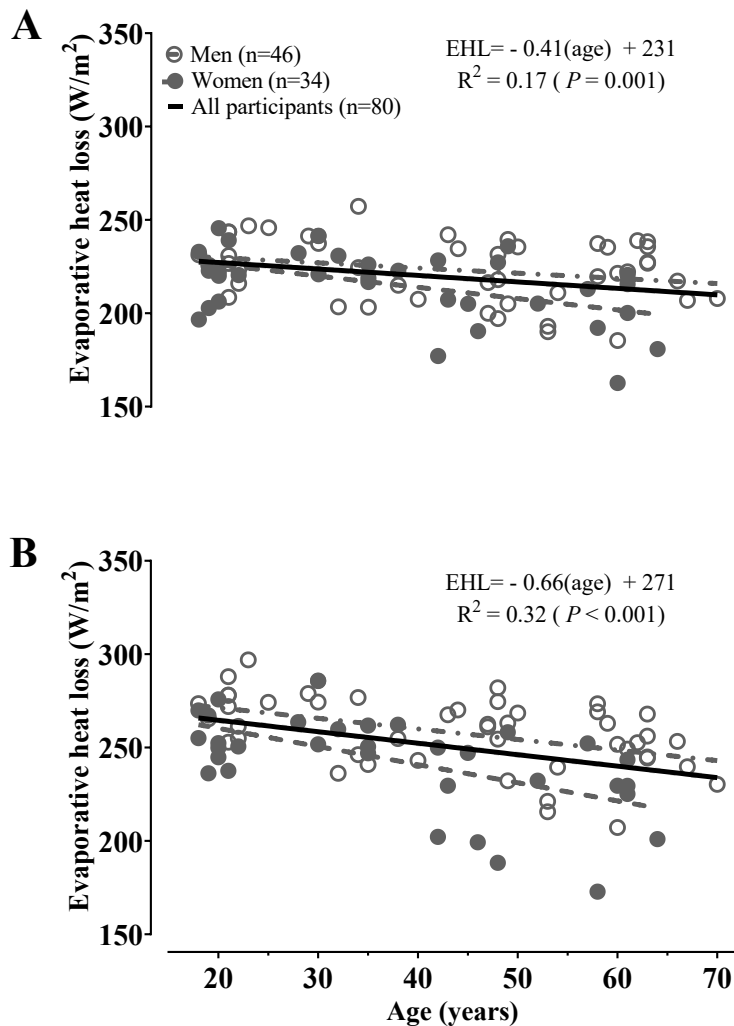 A
350
300
250
200
150
Evaporative heat loss (W/m²)
Men (n=46)
Women (n=34)
All participants (n=80)
EHL= - 0.41(age) + 231
R² = 0.17 ( P = 0.001)
B
350
300
250
200
150
Evaporative heat loss (W/m²)
EHL= - 0.66(age) + 271
R² = 0.32 ( P < 0.001)
20 30 40 50 60 70
Age (years)